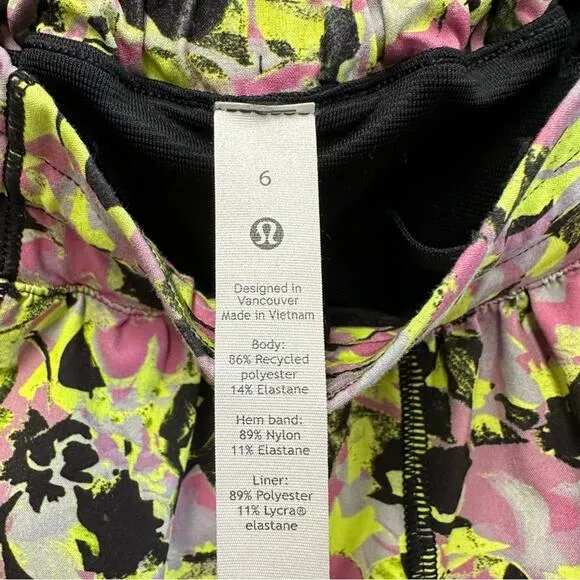 6
Designed in
Vancouver
Made in Vietnam
Body:
86% Recycled
polyester
14% Elastane
Hem band:
89% Nylon
11% Elastane
Liner:
89% Polyester
11% Lycra®
elastane